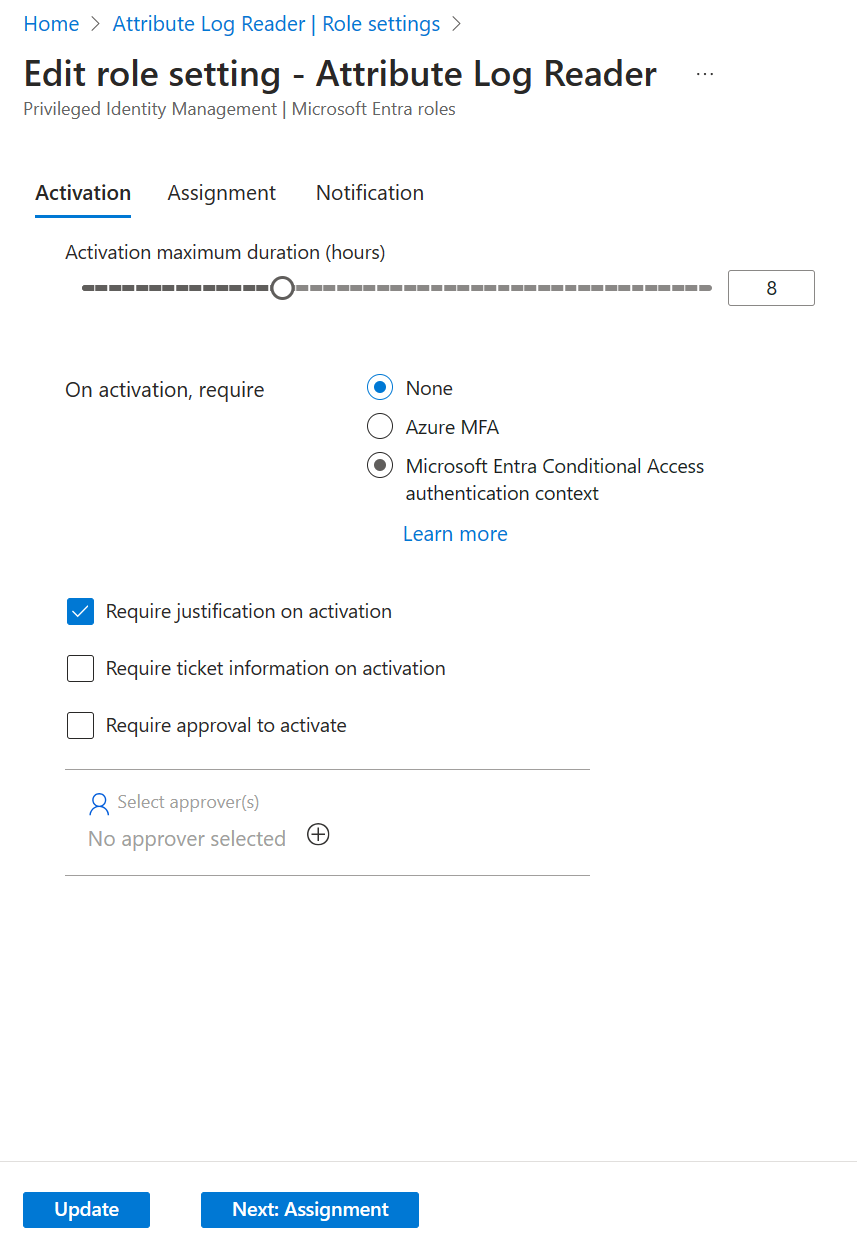 Home > Attribute Log Reader | Role settings >
Edit role setting - Attribute Log Reader ...
Privileged Identity Management | Microsoft Entra roles
Activation Assignment Notification
Activation maximum duration (hours)
8
On activation, require
None
Azure MFA
Microsoft Entra Conditional Access
authentication context
Learn more
Require justification on activation
Require ticket information on activation
Require approval to activate
Select approver(s)
No approver selected
Update Next: Assignment